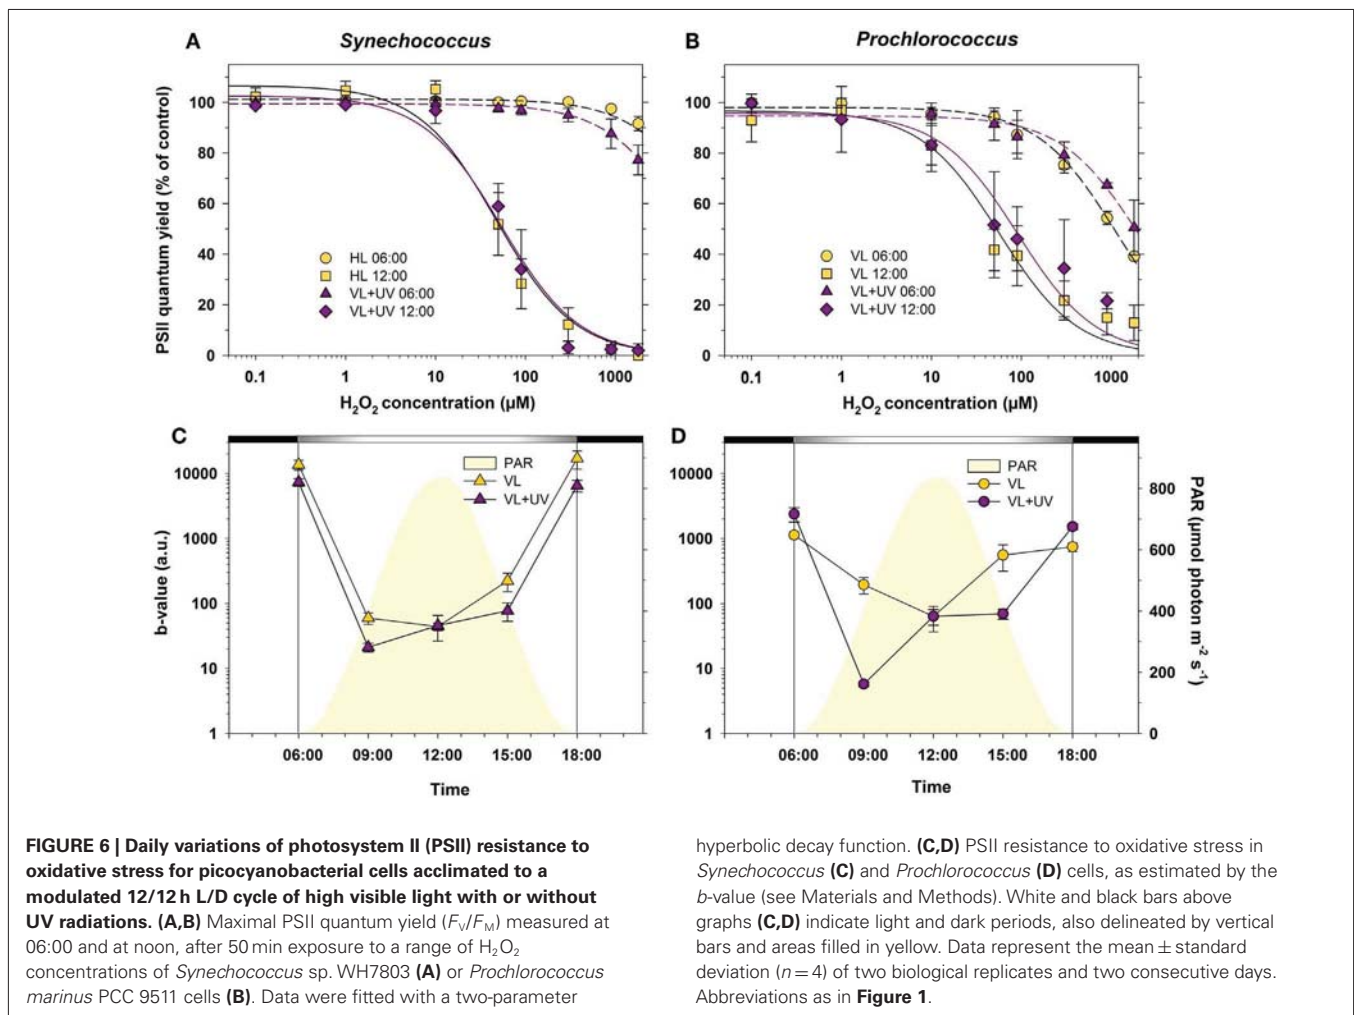 A
Synechococcus
B
Prochlorococcus
PSII quantum yield (% of control)
100
80
60
40
20
0
HL 06:00
HL 12:00
VL+UV 06:00
VL+UV 12:00
0.1
1
10
100
1000
H₂O₂ concentration (µM)
100
80
60
40
20
0
VL 06:00
VL 12:00
VL+UV 06:00
VL+UV 12:00
0.1
1
10
100
1000
H₂O₂ concentration (µM)
C
b-value (a.u.)
10000
1000
100
10
1
PAR
VL
VL+UV
06:00
09:00
12:00
15:00
18:00
Time
D
10000
1000
100
10
1
PAR
VL
VL+UV
800
600
400
200
0
PAR (µmol photon m⁻² s⁻¹)
06:00
09:00
12:00
15:00
18:00
Time
FIGURE 6 | Daily variations of photosystem II (PSII) resistance to
oxidative stress for picocyanobacterial cells acclimated to a
modulated 12/12 h L/D cycle of high visible light with or without
UV radiations. (A,B) Maximal PSII quantum yield (Fᵥ/Fᴍ) measured at
06:00 and at noon, after 50 min exposure to a range of H₂O₂
concentrations of Synechococcus sp. WH7803 (A) or Prochlorococcus
marinus PCC 9511 cells (B). Data were fitted with a two-parameter
hyperbolic decay function. (C,D) PSII resistance to oxidative stress in
Synechococcus (C) and Prochlorococcus (D) cells, as estimated by the
b-value (see Materials and Methods). White and black bars above
graphs (C,D) indicate light and dark periods, also delineated by vertical
bars and areas filled in yellow. Data represent the mean ± standard
deviation (n = 4) of two biological replicates and two consecutive days.
Abbreviations as in Figure 1.